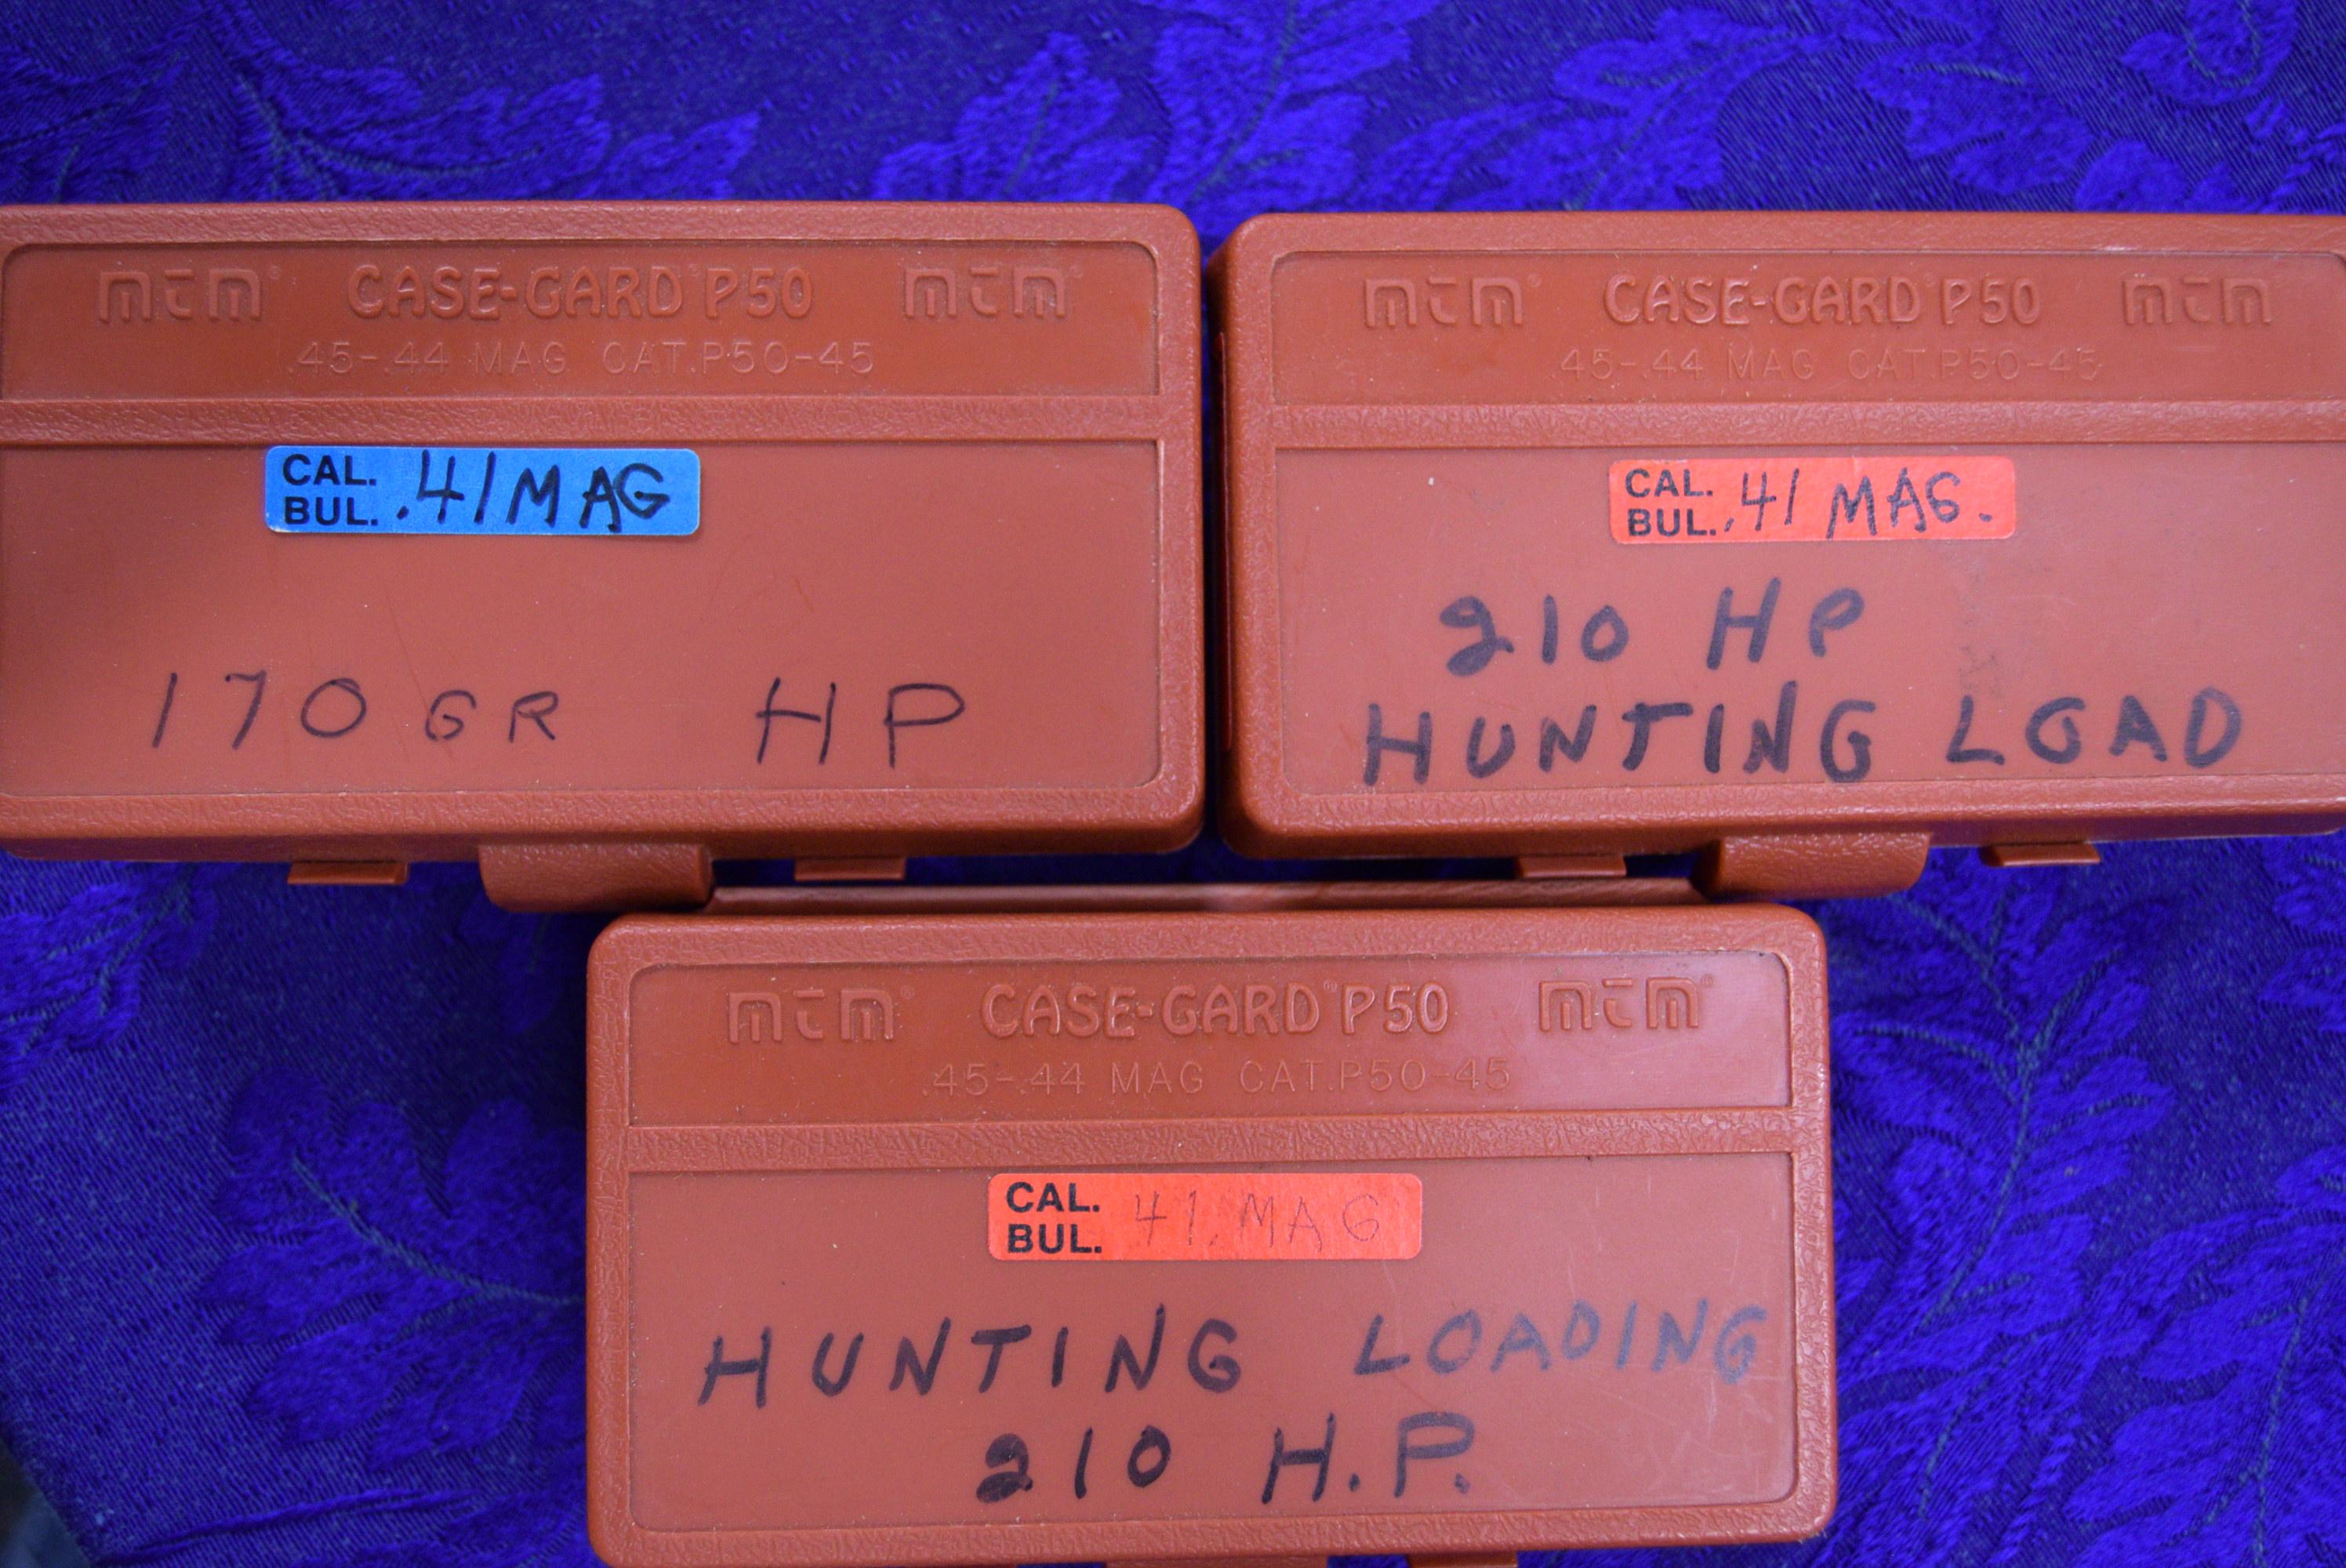 mtm® CASE-GARD® P50 mtm®
.45-.44 MAG CAT.P50-45
CAL.
BUL. .41 MAG
170 GR HP
mtm® CASE-GARD® P50 mtm
.45-.44 MAG CAT.P50-45
CAL.
BUL. .41 MAG.
210 HP
HUNTING LOAD
mtm® CASE-GARD® P50 mtm®
.45-.44 MAG CAT.P50-45
CAL.
BUL. 41. MAG
HUNTING LOADING
210 H.P.